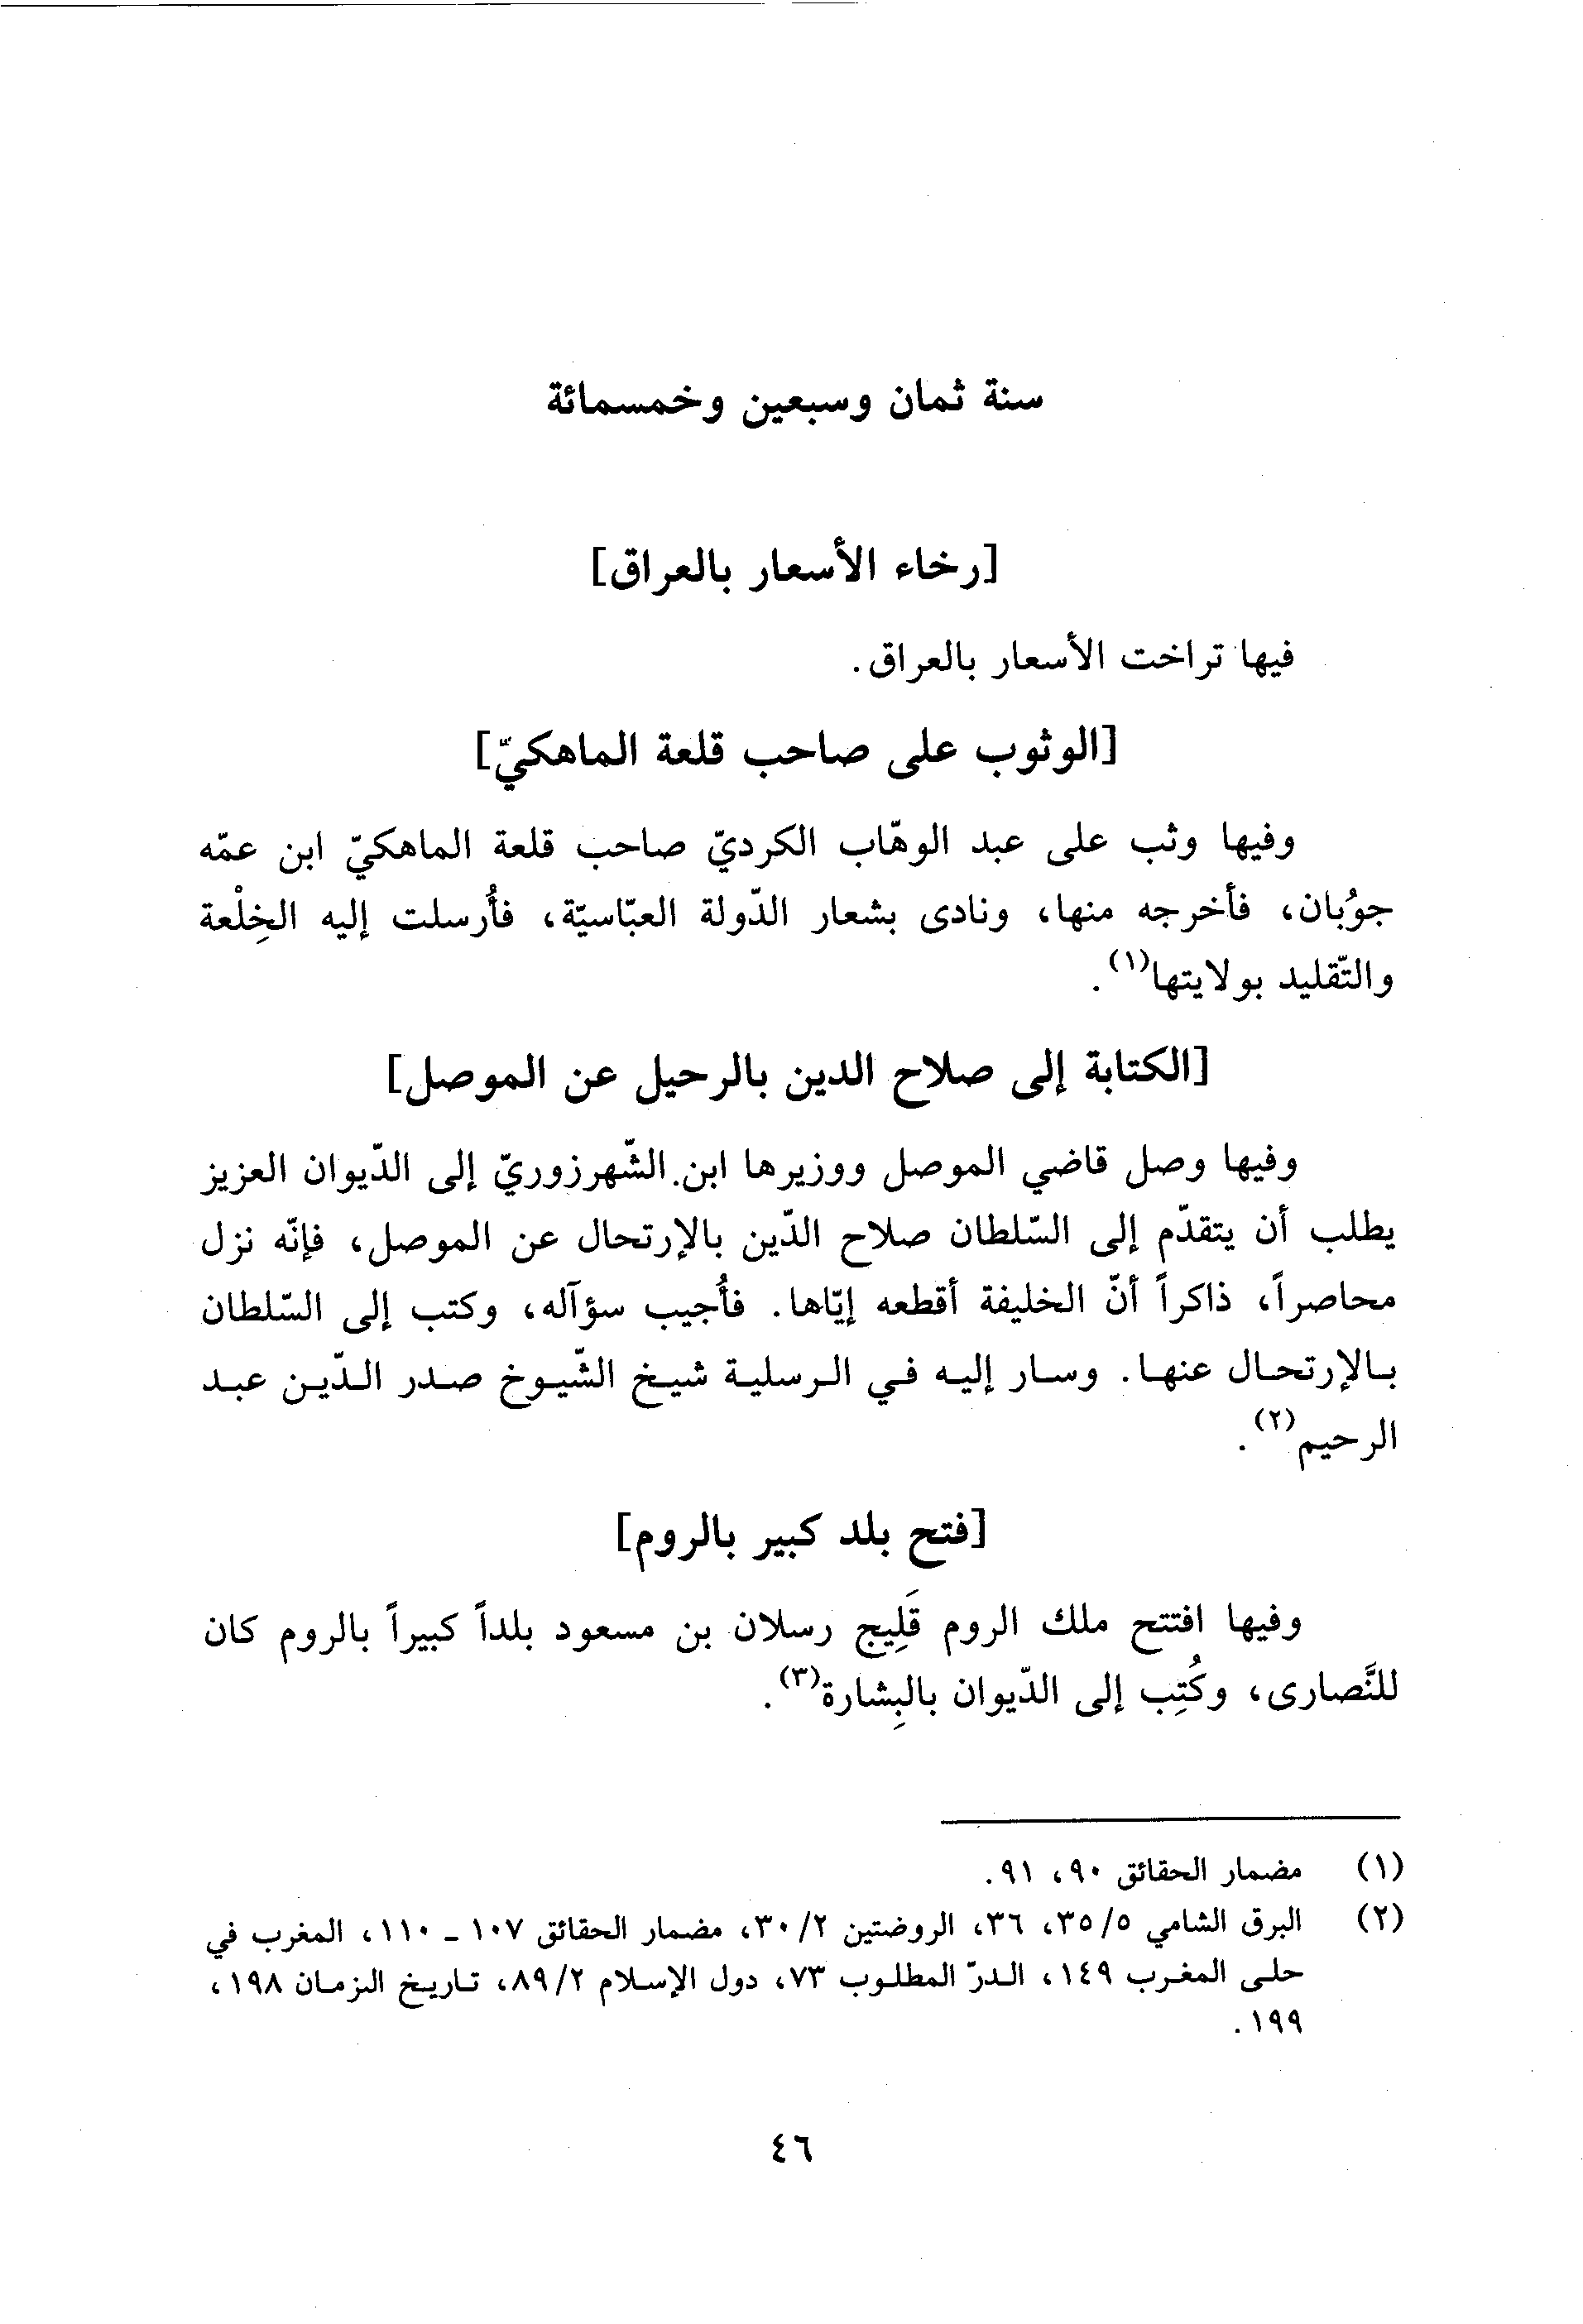 سنة ثمان وسبعين وخمسمائة
[رخاء الأسعار بالعراق]
فيها تراخت الأسعار بالعراق.
[الوثوب على صاحب قلعة الماهكيّ]
وفيها وثب على عبد الوهّاب الكرديّ صاحب قلعة الماهكيّ ابن عمّه
جوُبان، فأخرجه منها، ونادى بشعار الدّولة العبّاسيّة، فأُرسلت إليه الخِلْعة
والتّقليد بولايتها(١).
[الكتابة إلى صلاح الدين بالرحيل عن الموصل]
وفيها وصل قاضي الموصل ووزيرها ابن الشّهرزوريّ إلى الدّيوان العزيز
يطلب أن يتقدّم إلى السّلطان صلاح الدّين بالإرتحال عن الموصل، فإنّه نزل
محاصراً، ذاكراً أنّ الخليفة أقطعه إيّاها. فأُجيب سؤآله، وكتب إلى السّلطان
بالإرتحال عنها. وسار إليه في الرسلية شيخ الشّيوخ صدر الدّين عبد
الرحيم(٢).
[فتح بلد كبير بالروم]
وفيها افتتح ملك الروم قَلِيج رسلان بن مسعود بلداً كبيراً بالروم كان
للنَّصارى، وكُتِب إلى الدّيوان بالبِشارة(٣).
(١) مضمار الحقائق ٩٠، ٩١.
(٢) البرق الشامي ٣٥/٥، ٣٦، الروضتين ٣٠/٢، مضمار الحقائق ١٠٧ ـ ١١٠، المغرب في
حلى المغرب ١٤٩، الدرّ المطلوب ٧٣، دول الإسلام ٨٩/٢، تاريخ الزمان ١٩٨،
١٩٩.
٤٦